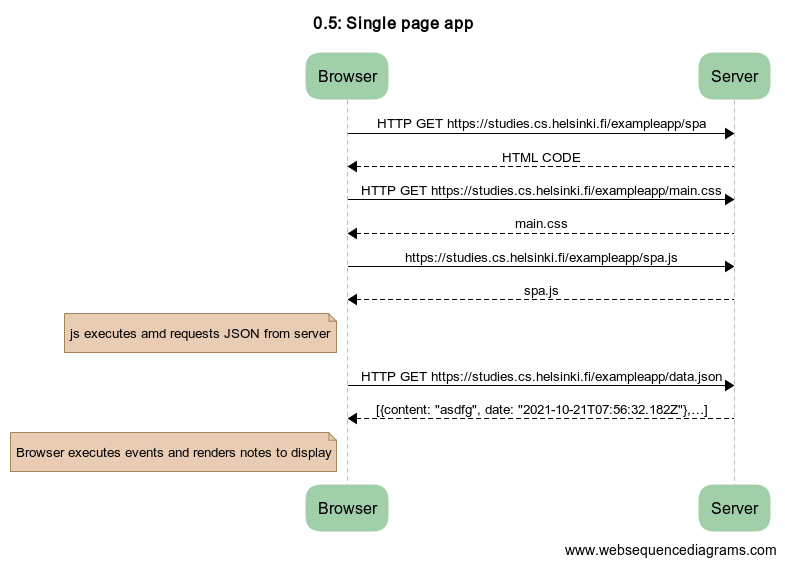 0.5: Single page app
Browser
Server
HTTP GET https://studies.cs.helsinki.fi/exampleapp/spa
HTML CODE
HTTP GET https://studies.cs.helsinki.fi/exampleapp/main.css
main.css
https://studies.cs.helsinki.fi/exampleapp/spa.js
spa.js
js executes amd requests JSON from server
HTTP GET https://studies.cs.helsinki.fi/exampleapp/data.json
[{content: "asdfg", date: "2021-10-21T07:56:32.182Z"},...]
Browser executes events and renders notes to display
Browser
Server
www.websequencediagrams.com